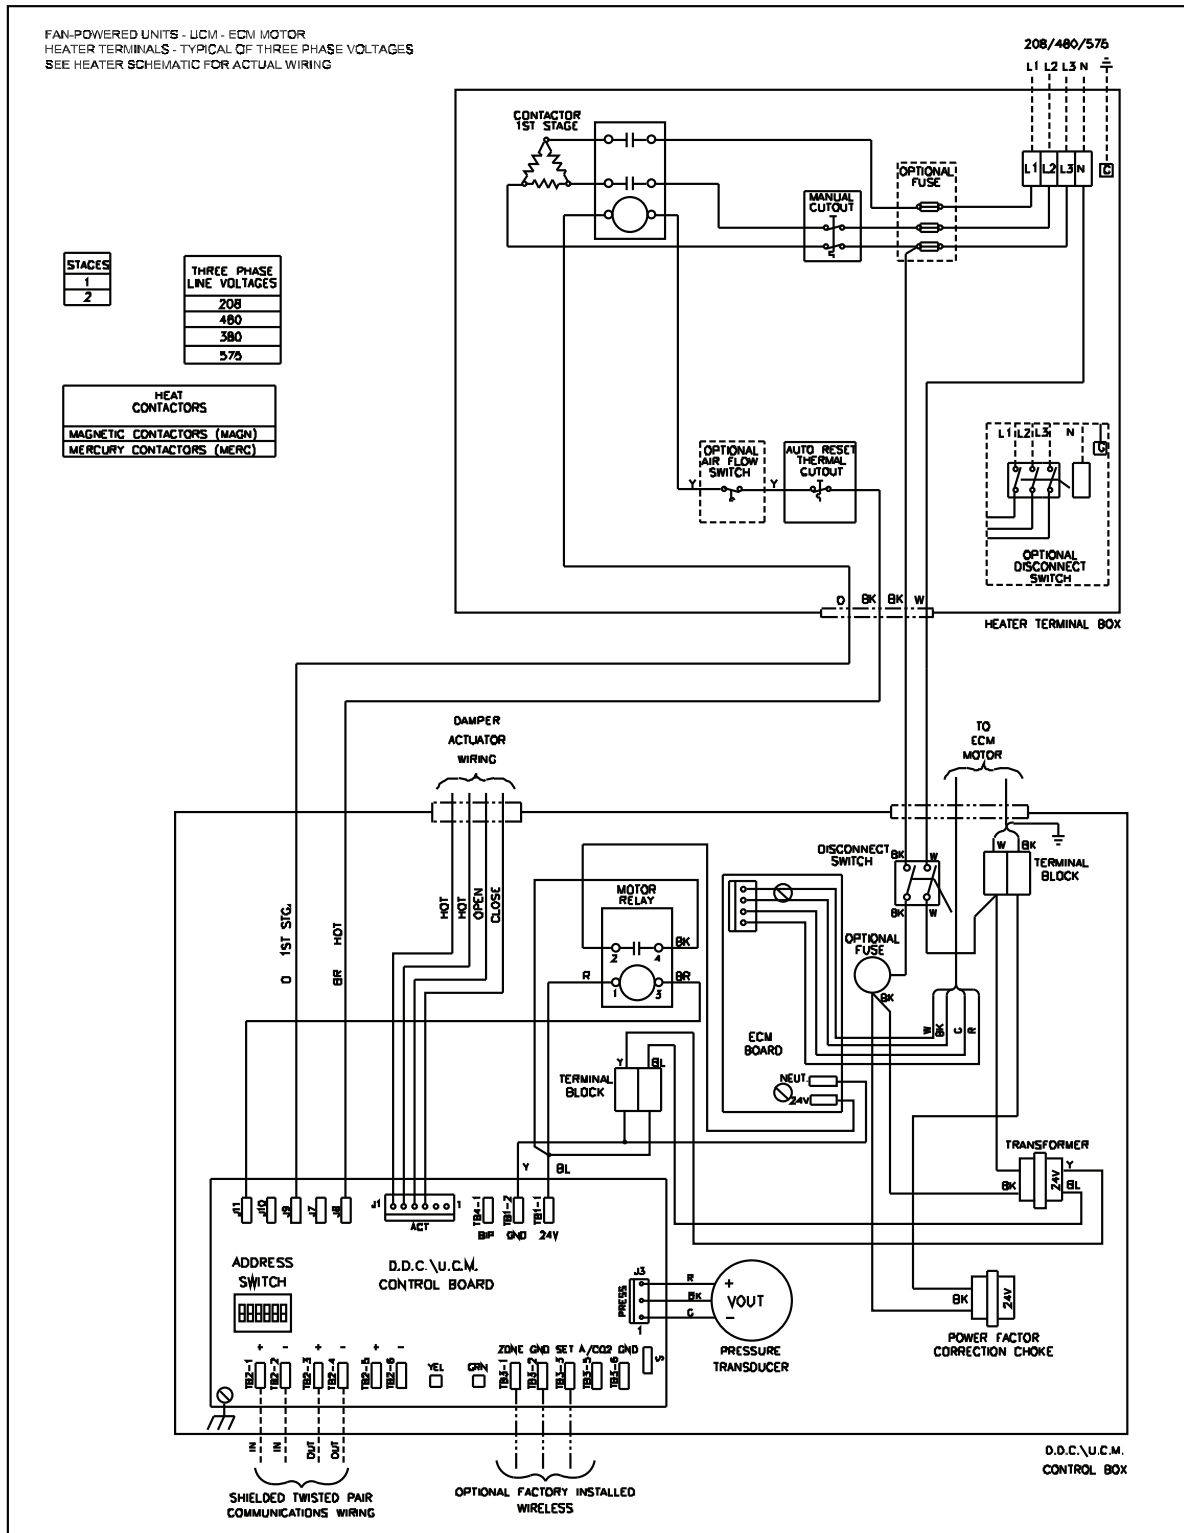 FAN-POWERED UNITS - UCM - ECM MOTOR
HEATER TERMINALS - TYPICAL OF THREE PHASE VOLTAGES
SEE HEATER SCHEMATIC FOR ACTUAL WIRING
208/480/575
L1 L2 L3 N
CONTACTOR
1ST STAGE
L1 L2 L3 N
G
OPTIONAL
FUSE
MANUAL
CUTOUT
STAGES
1
2
THREE PHASE
LINE VOLTAGES
208
480
380
575
HEAT
CONTACTORS
MAGNETIC CONTACTORS (MAGN)
MERCURY CONTACTORS (MERC)
OPTIONAL
AIR FLOW
SWITCH
AUTO RESET
THERMAL
CUTOUT
Y
Y
L1 L2 L3 N
G
OPTIONAL
DISCONNECT
SWITCH
O BK BK W
HEATER TERMINAL BOX
DAMPER
ACTUATOR
WIRING
TO
ECM
MOTOR
DISCONNECT
SWITCH
BK W
BK W
W BK
TERMINAL
BLOCK
HOT
HOT
OPEN
CLOSE
O 1ST STG.
BR HOT
MOTOR
RELAY
2 4
BK
R
1 3
BR
OPTIONAL
FUSE
BK
W
BK
G
R
ECM
BOARD
NEUT.
24V
Y BL
TERMINAL
BLOCK
Y BL
TRANSFORMER
BK
24V
Y
BL
J11
J10
J9
J7
J8
J1
1
ACT
TB4-1
TB1-2
TB1-1
BIP GND 24V
ADDRESS
SWITCH
D.D.C.\U.C.M.
CONTROL BOARD
J3
PRESS
1
R
BK
G
+
VOUT
-
PRESSURE
TRANSDUCER
BK
24V
POWER FACTOR
CORRECTION CHOKE
+ - + - + -
TB2-1
TB2-2
TB2-3
TB2-4
TB2-5
TB2-6
YEL
GRN
ZONE GND SET A/CO2 GND
TB3-1
TB3-2
TB3-3
TB3-5
TB3-6
S
IN
IN
OUT
OUT
SHIELDED TWISTED PAIR
COMMUNICATIONS WIRING
OPTIONAL FACTORY INSTALLED
WIRELESS
D.D.C.\U.C.M.
CONTROL BOX